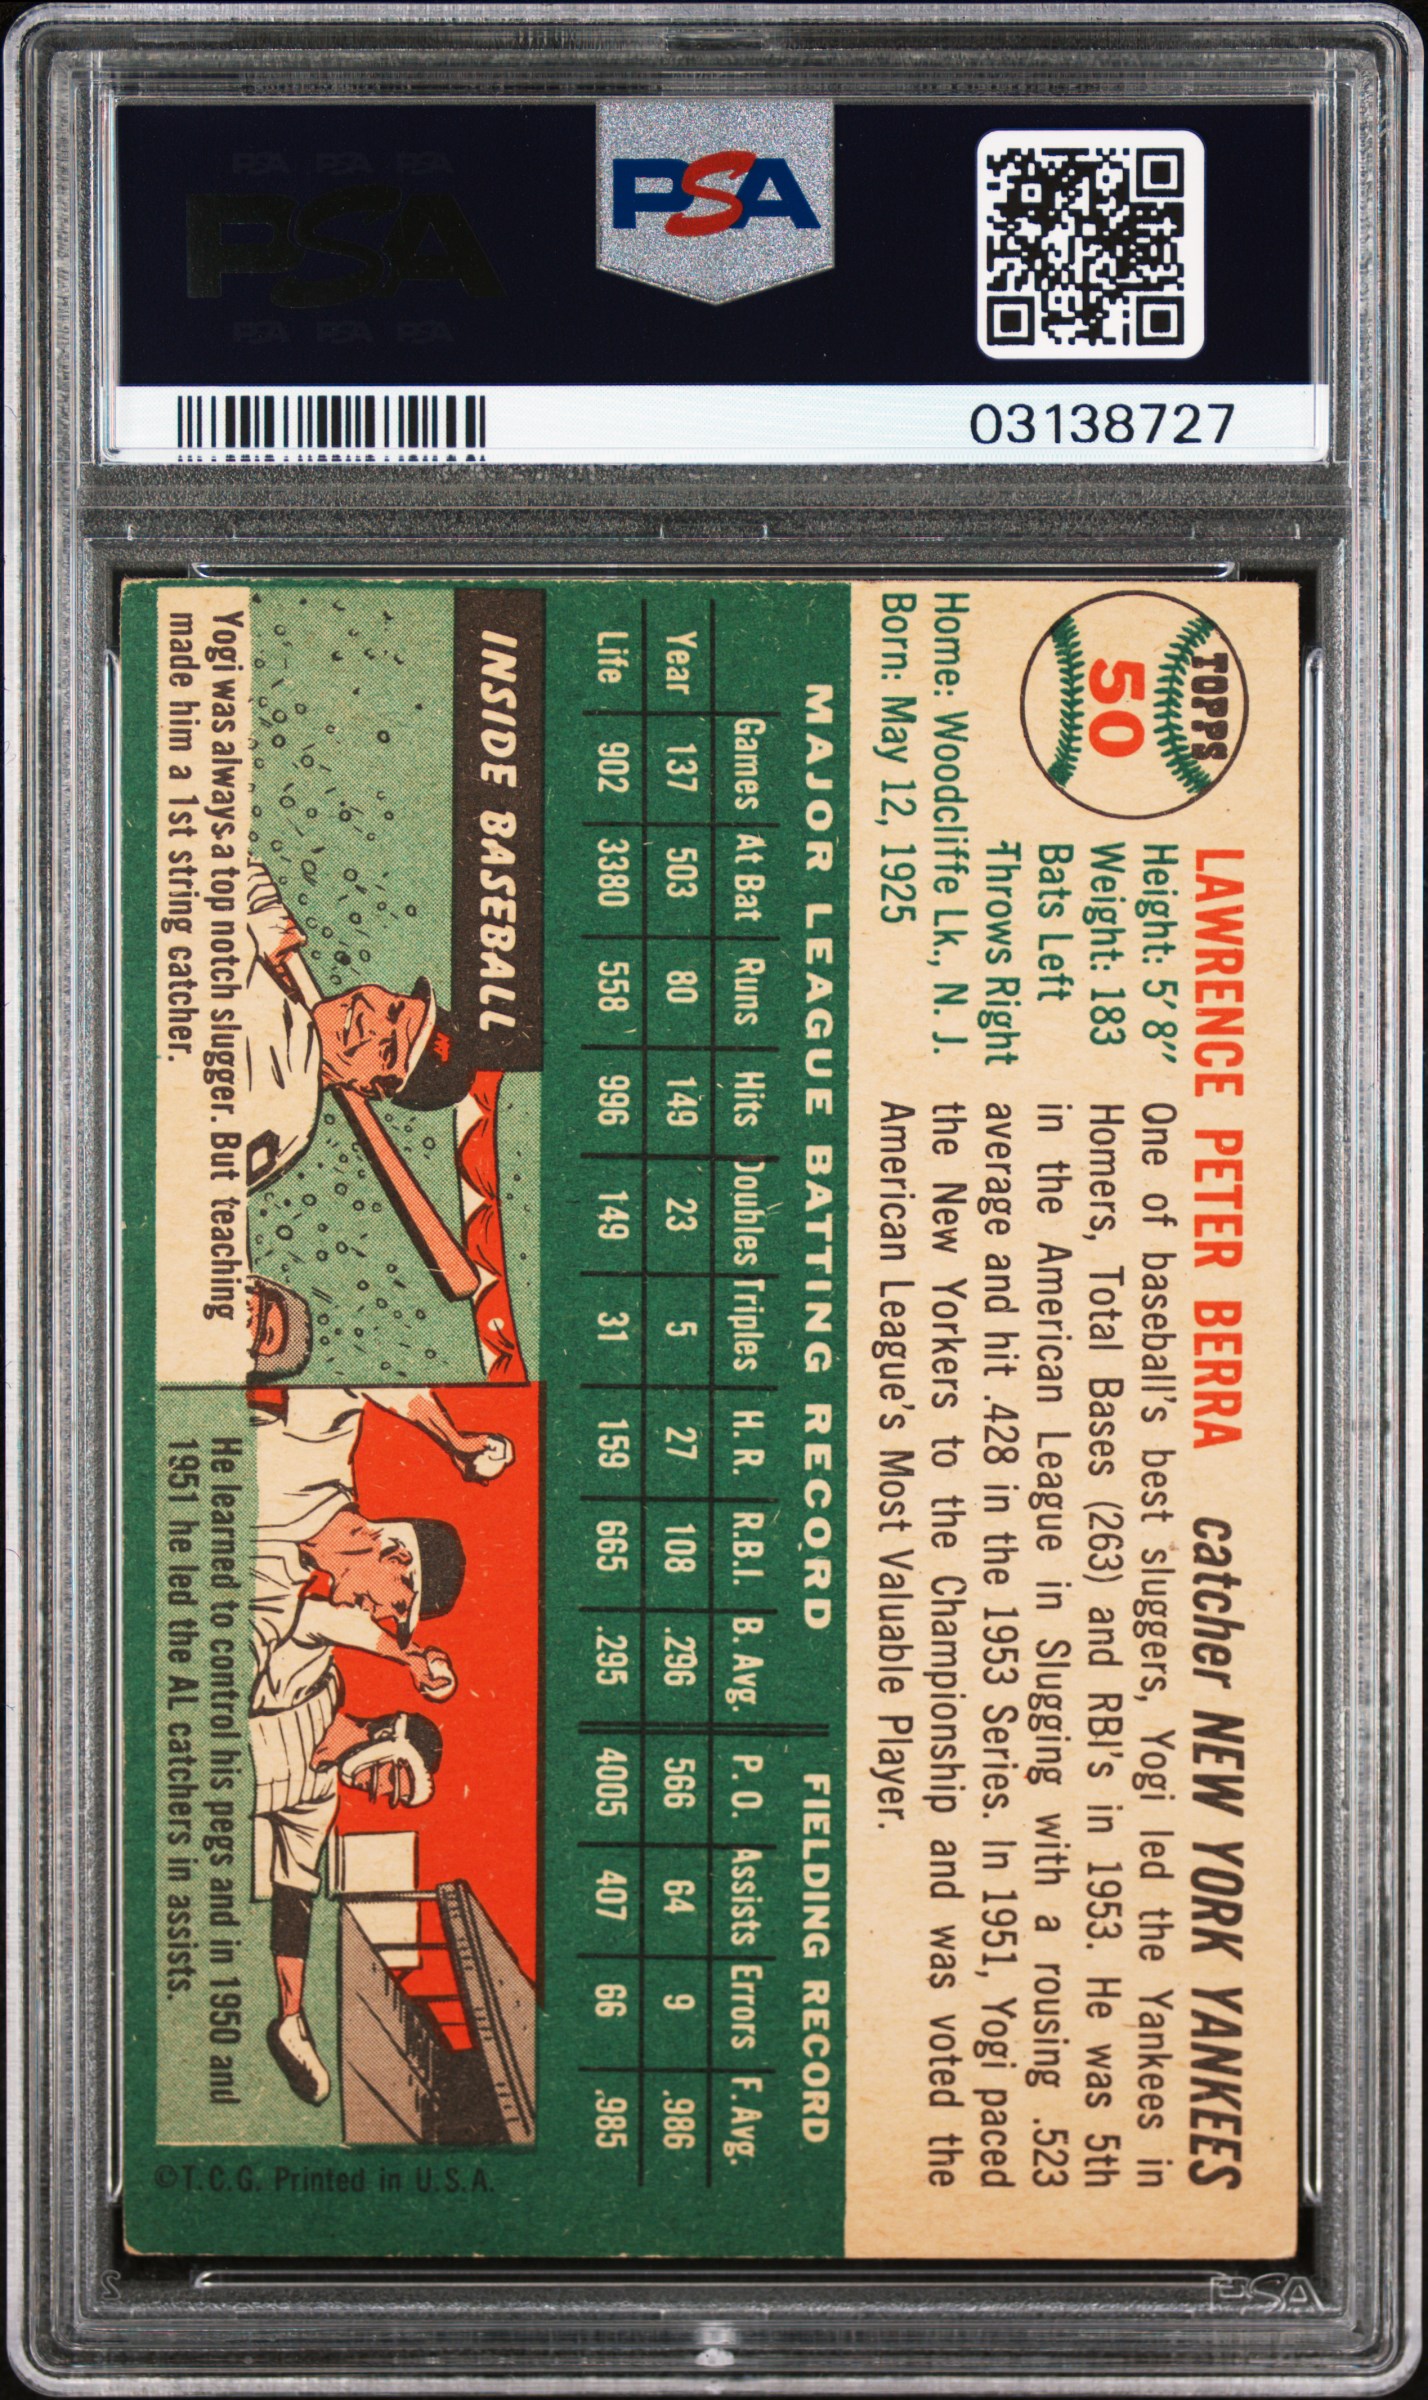 PSA PSA PSA
PSA
PSA PSA PSA
PSA
03138727
TOPPS
50
LAWRENCE PETER BERRA catcher NEW YORK YANKEES
Height: 5' 8"
Weight: 183
Bats Left
Throws Right
Home: Woodcliffe Lk., N. J.
Born: May 12, 1925
One of baseball's best sluggers, Yogi led the Yankees in
Homers, Total Bases (263) and RBI's in 1953. He was 5th
in the American League in Slugging with a rousing .523
average and hit .428 in the 1953 Series. In 1951, Yogi paced
the New Yorkers to the Championship and was voted the
American League's Most Valuable Player.
MAJOR LEAGUE BATTING RECORD FIELDING RECORD
Games At Bat Runs Hits Doubles Triples H. R. R.B.I. B. Avg. P. O. Assists Errors F. Avg.
Year 137 503 80 149 23 5 27 108 .296 566 64 9 .986
Life 902 3380 558 996 149 31 159 665 .295 4005 407 66 .985
INSIDE BASEBALL
Yogi was always a top notch slugger. But teaching
made him a 1st string catcher.
He learned to control his pegs and in 1950 and
1951 he led the AL catchers in assists.
©T.C.G. Printed in U.S.A.
PSA